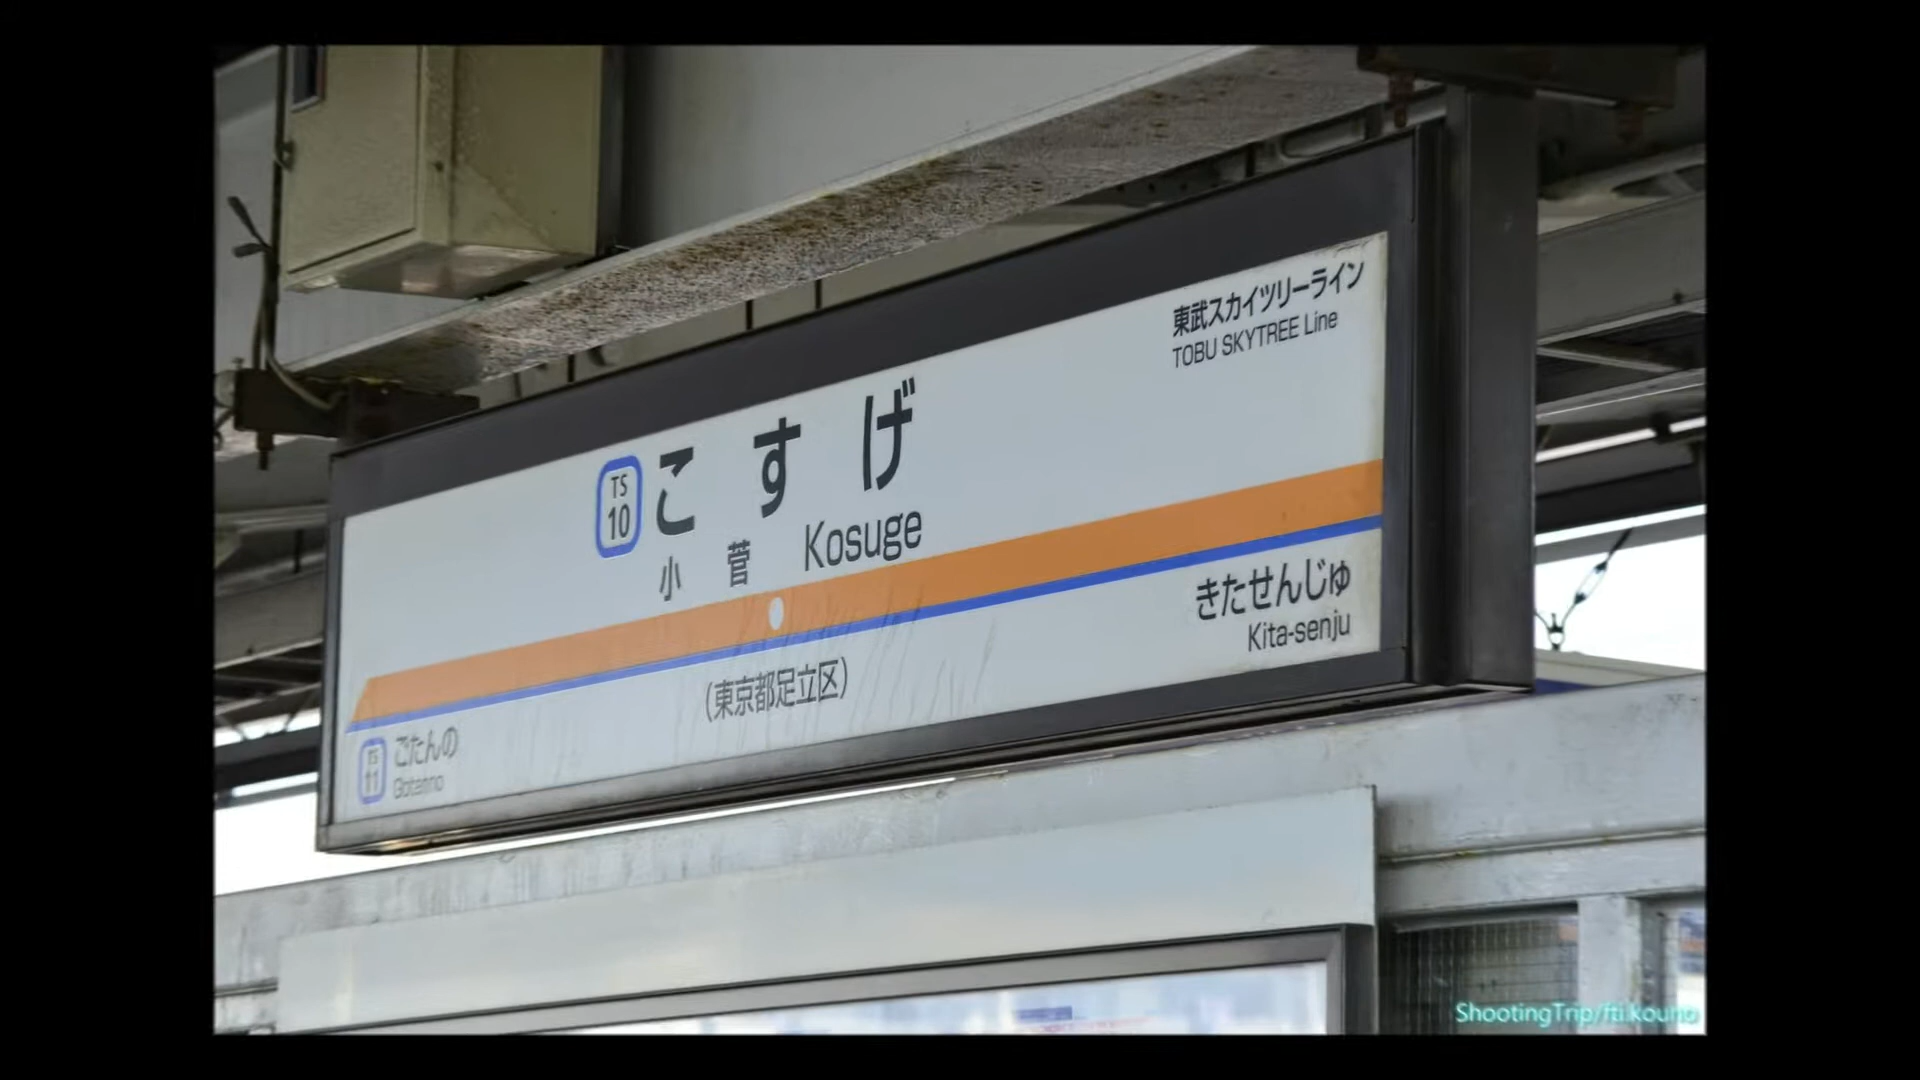 東武スカイツリーライン
TOBU SKYTREE Line
TS
10
こすげ
小菅 Kosuge
きたせんじゅ
Kita-senju
(東京都足立区)
TS
11
ごたんの
Gotanno
ShootingTrip/fti.kouno